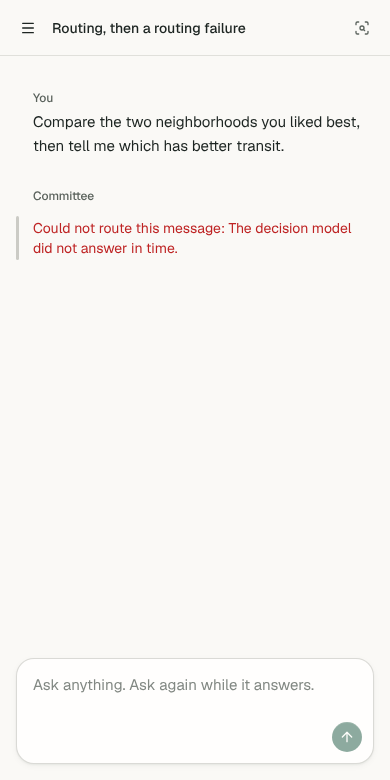 Routing, then a routing failure
You
Compare the two neighborhoods you liked best,
then tell me which has better transit.
Committee
Could not route this message: The decision model
did not answer in time.
Ask anything. Ask again while it answers.